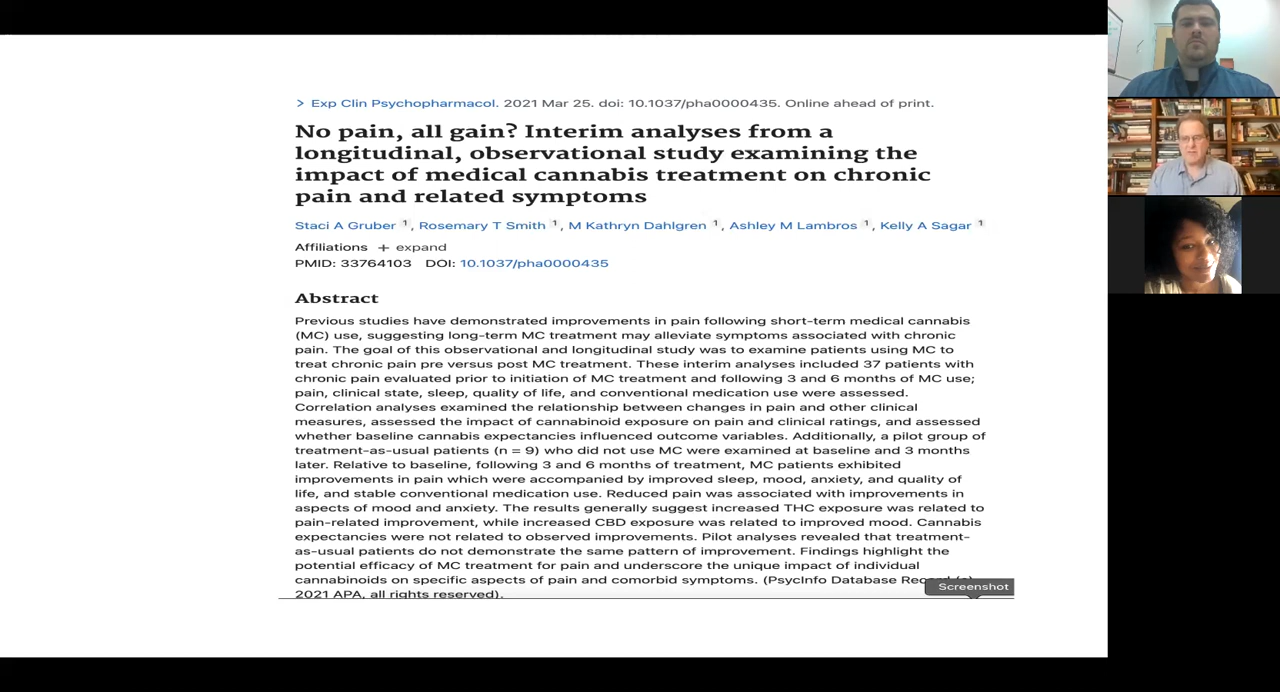 > Exp Clin Psychopharmacol. 2021 Mar 25. doi: 10.1037/pha0000435. Online ahead of print.
No pain, all gain? Interim analyses from a
longitudinal, observational study examining the
impact of medical cannabis treatment on chronic
pain and related symptoms
Staci A Gruber 1, Rosemary T Smith 1, M Kathryn Dahlgren 1, Ashley M Lambros 1, Kelly A Sagar 1
Affiliations + expand
PMID: 33764103 DOI: 10.1037/pha0000435
Abstract
Previous studies have demonstrated improvements in pain following short-term medical cannabis
(MC) use, suggesting long-term MC treatment may alleviate symptoms associated with chronic
pain. The goal of this observational and longitudinal study was to examine patients using MC to
treat chronic pain pre versus post MC treatment. These interim analyses included 37 patients with
chronic pain evaluated prior to initiation of MC treatment and following 3 and 6 months of MC use;
pain, clinical state, sleep, quality of life, and conventional medication use were assessed.
Correlation analyses examined the relationship between changes in pain and other clinical
measures, assessed the impact of cannabinoid exposure on pain and clinical ratings, and assessed
whether baseline cannabis expectancies influenced outcome variables. Additionally, a pilot group of
treatment-as-usual patients (n = 9) who did not use MC were examined at baseline and 3 months
later. Relative to baseline, following 3 and 6 months of treatment, MC patients exhibited
improvements in pain which were accompanied by improved sleep, mood, anxiety, and quality of
life, and stable conventional medication use. Reduced pain was associated with improvements in
aspects of mood and anxiety. The results generally suggest increased THC exposure was related to
pain-related improvement, while increased CBD exposure was related to improved mood. Cannabis
expectancies were not related to observed improvements. Pilot analyses revealed that treatment-
as-usual patients do not demonstrate the same pattern of improvement. Findings highlight the
potential efficacy of MC treatment for pain and underscore the unique impact of individual
cannabinoids on specific aspects of pain and comorbid symptoms. (PsycInfo Database Record (c)
2021 APA, all rights reserved).
Screenshot